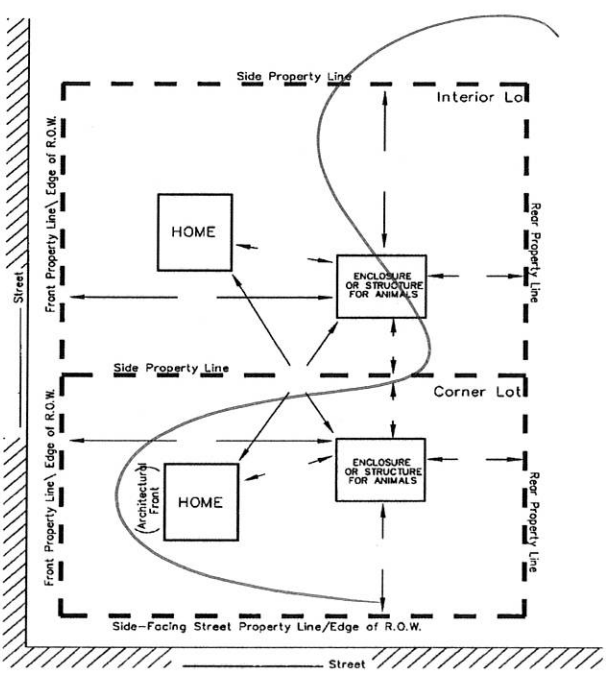 Side Property Line
Interior Lo
Front Property Line\ Edge of R.O.W.
HOME
ENCLOSURE
OR STRUCTURE
FOR ANIMALS
Rear Property Line
Street
Side Property Line
Corner Lot
Front Property Line\ Edge of R.O.W.
(Architectural
Front)
HOME
ENCLOSURE
OR STRUCTURE
FOR ANIMALS
Rear Property Line
Side-Facing Street Property Line/Edge of R.O.W.
Street